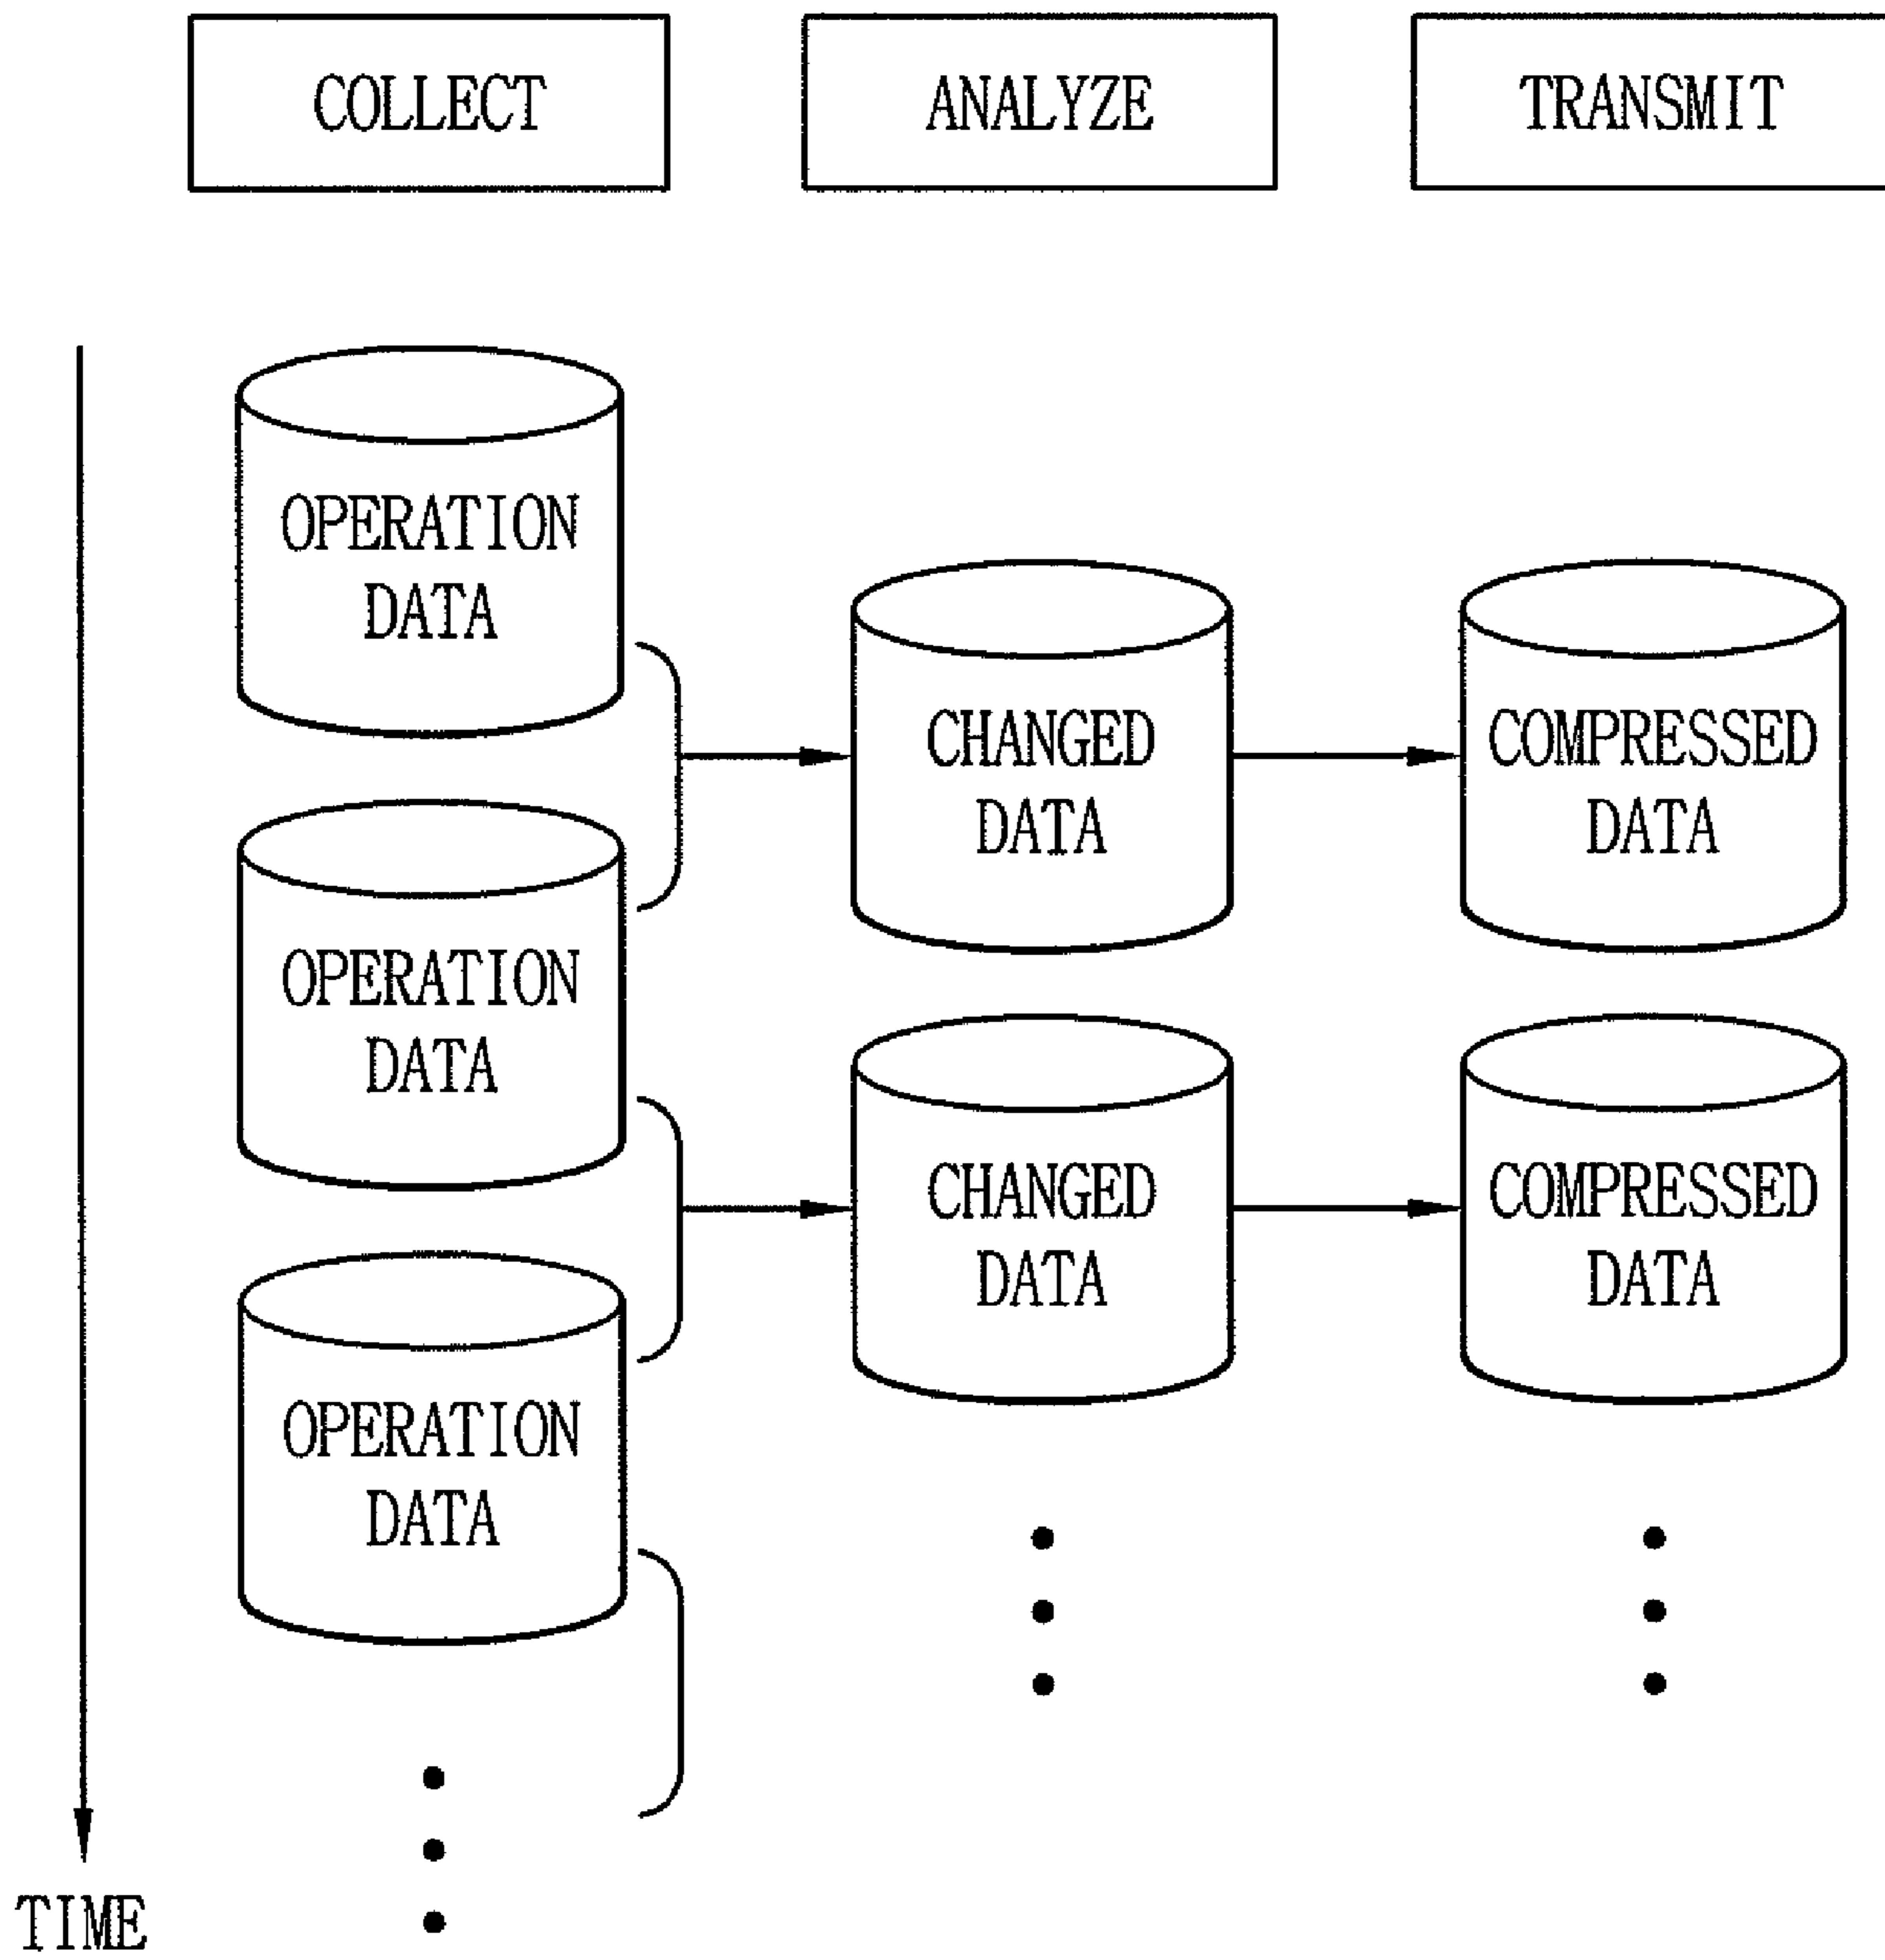 COLLECT
ANALYZE
TRANSMIT
OPERATION
DATA
CHANGED
DATA
COMPRESSED
DATA
OPERATION
DATA
CHANGED
DATA
COMPRESSED
DATA
OPERATION
DATA
TIME